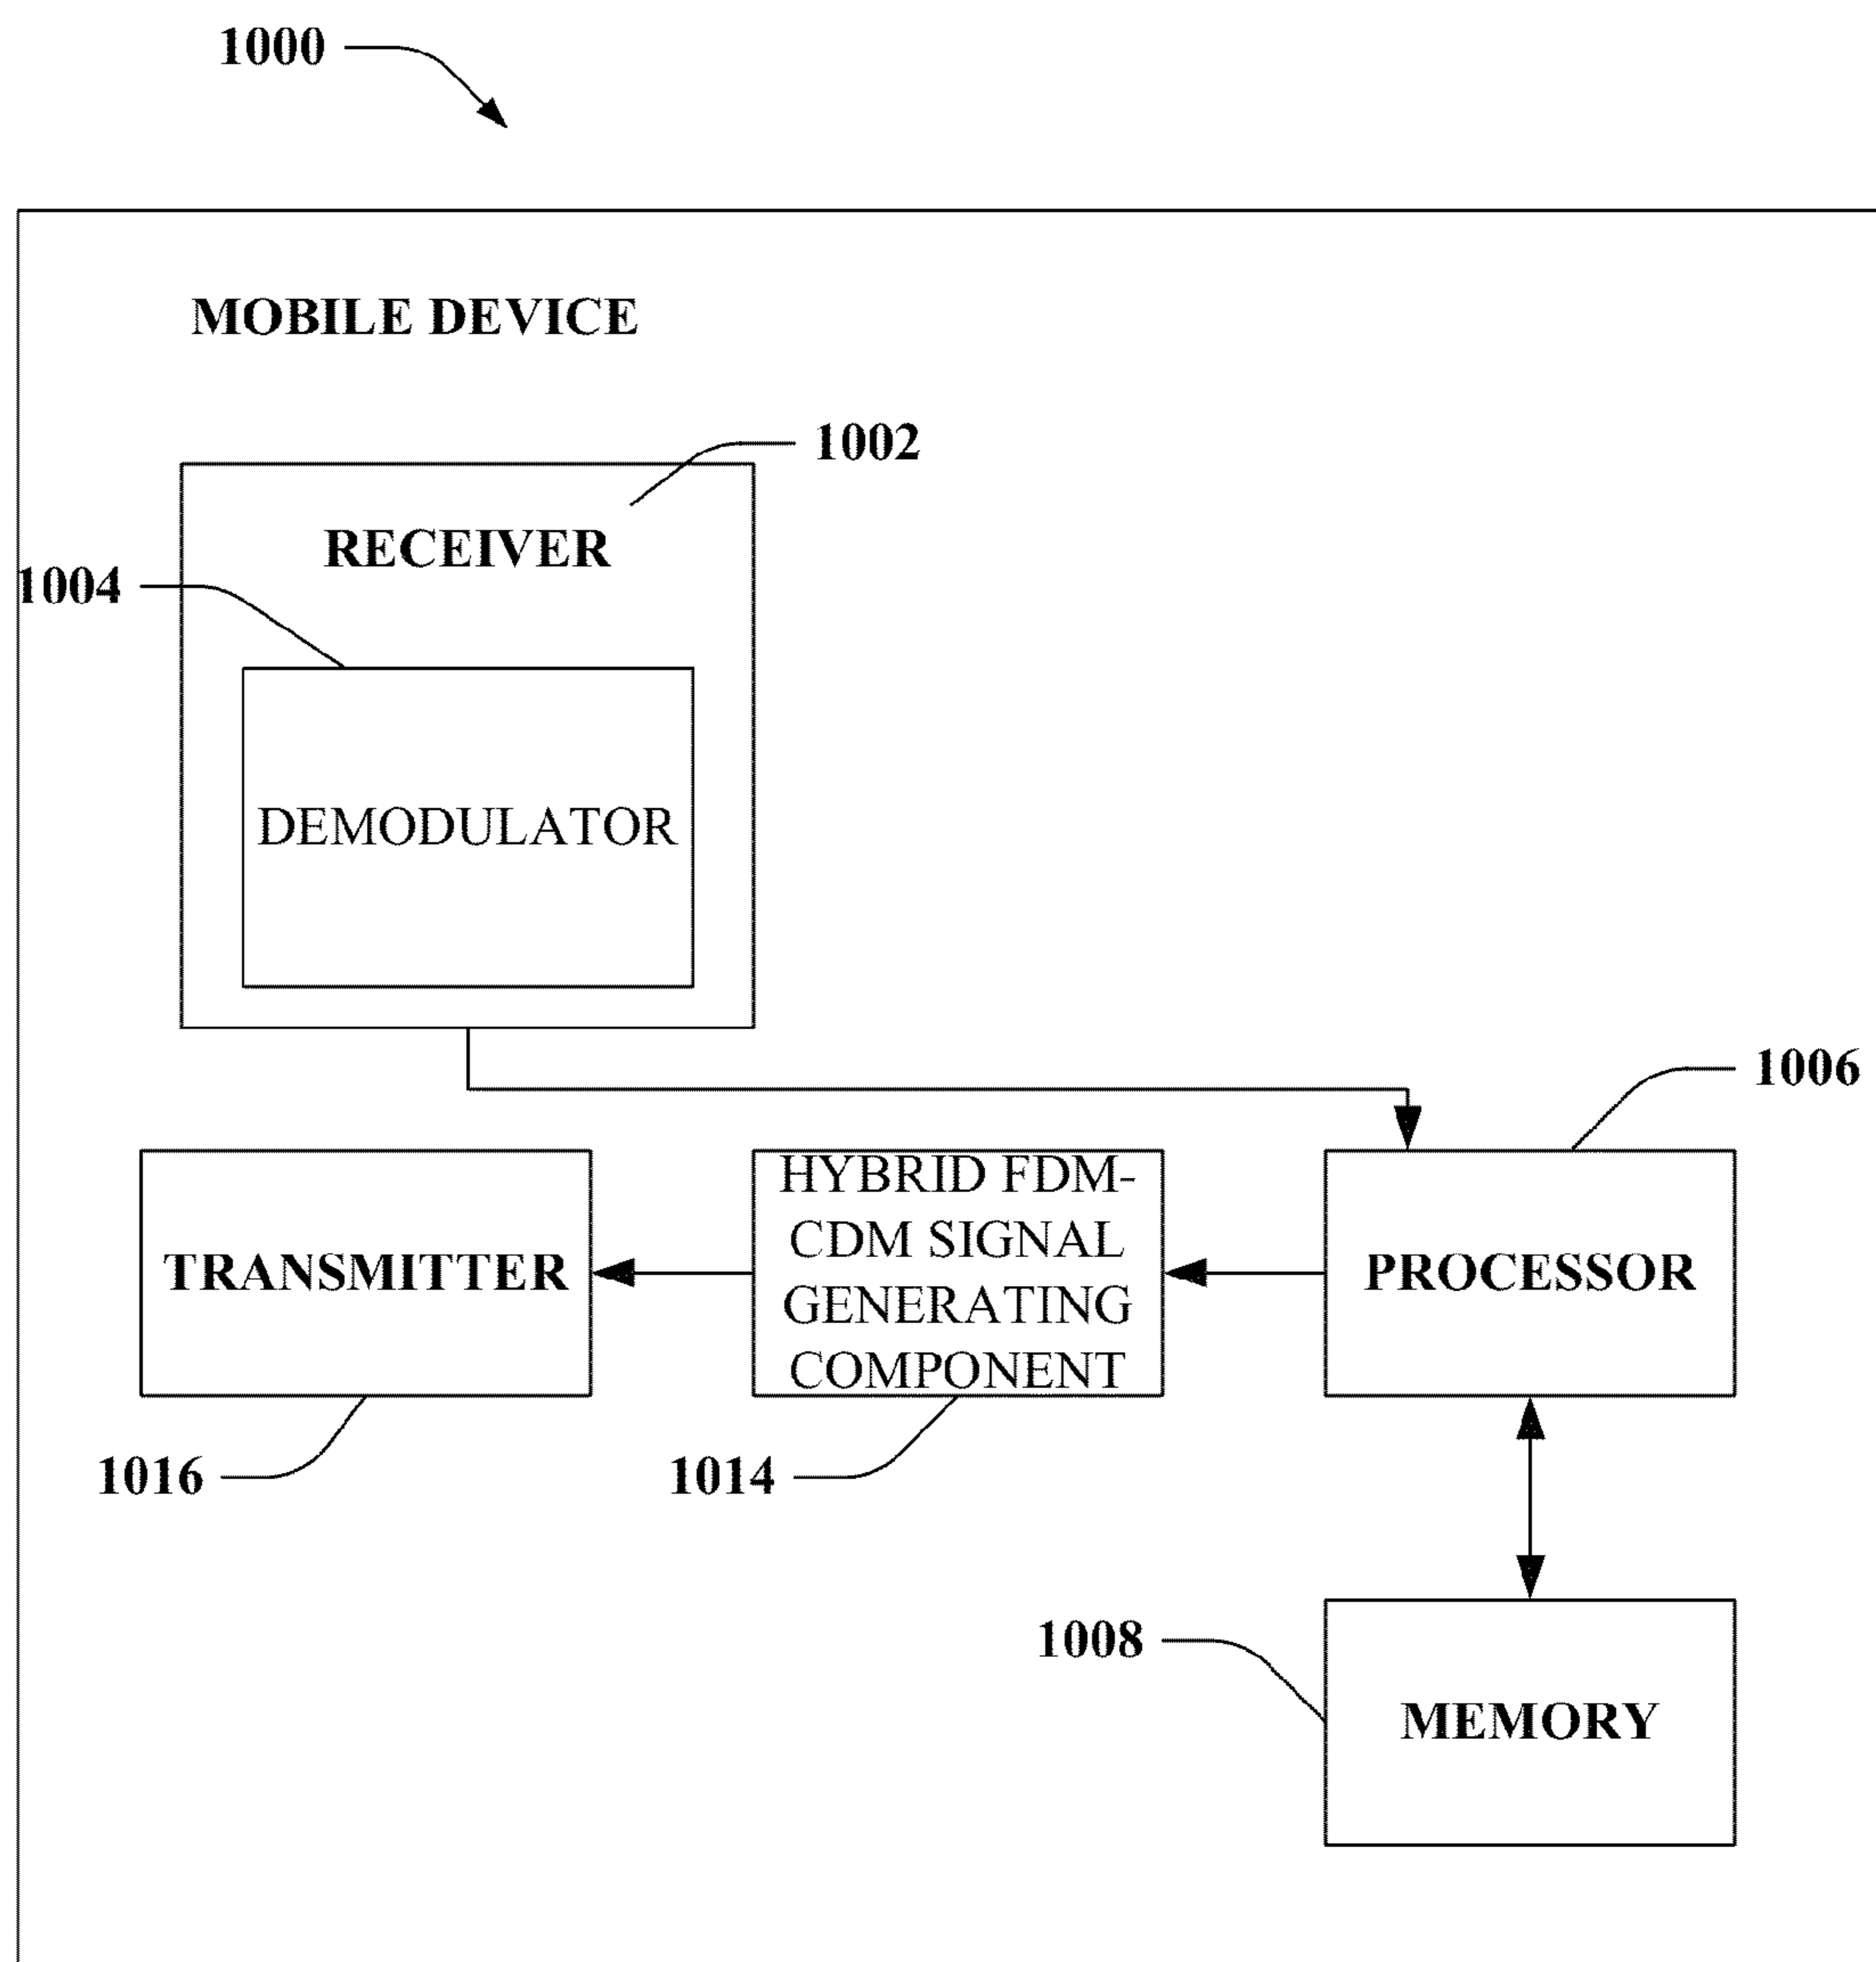 1000
MOBILE DEVICE
1002
RECEIVER
1004
DEMODULATOR
1006
TRANSMITTER
HYBRID FDM-
CDM SIGNAL
GENERATING
COMPONENT
PROCESSOR
1016
1014
1008
MEMORY